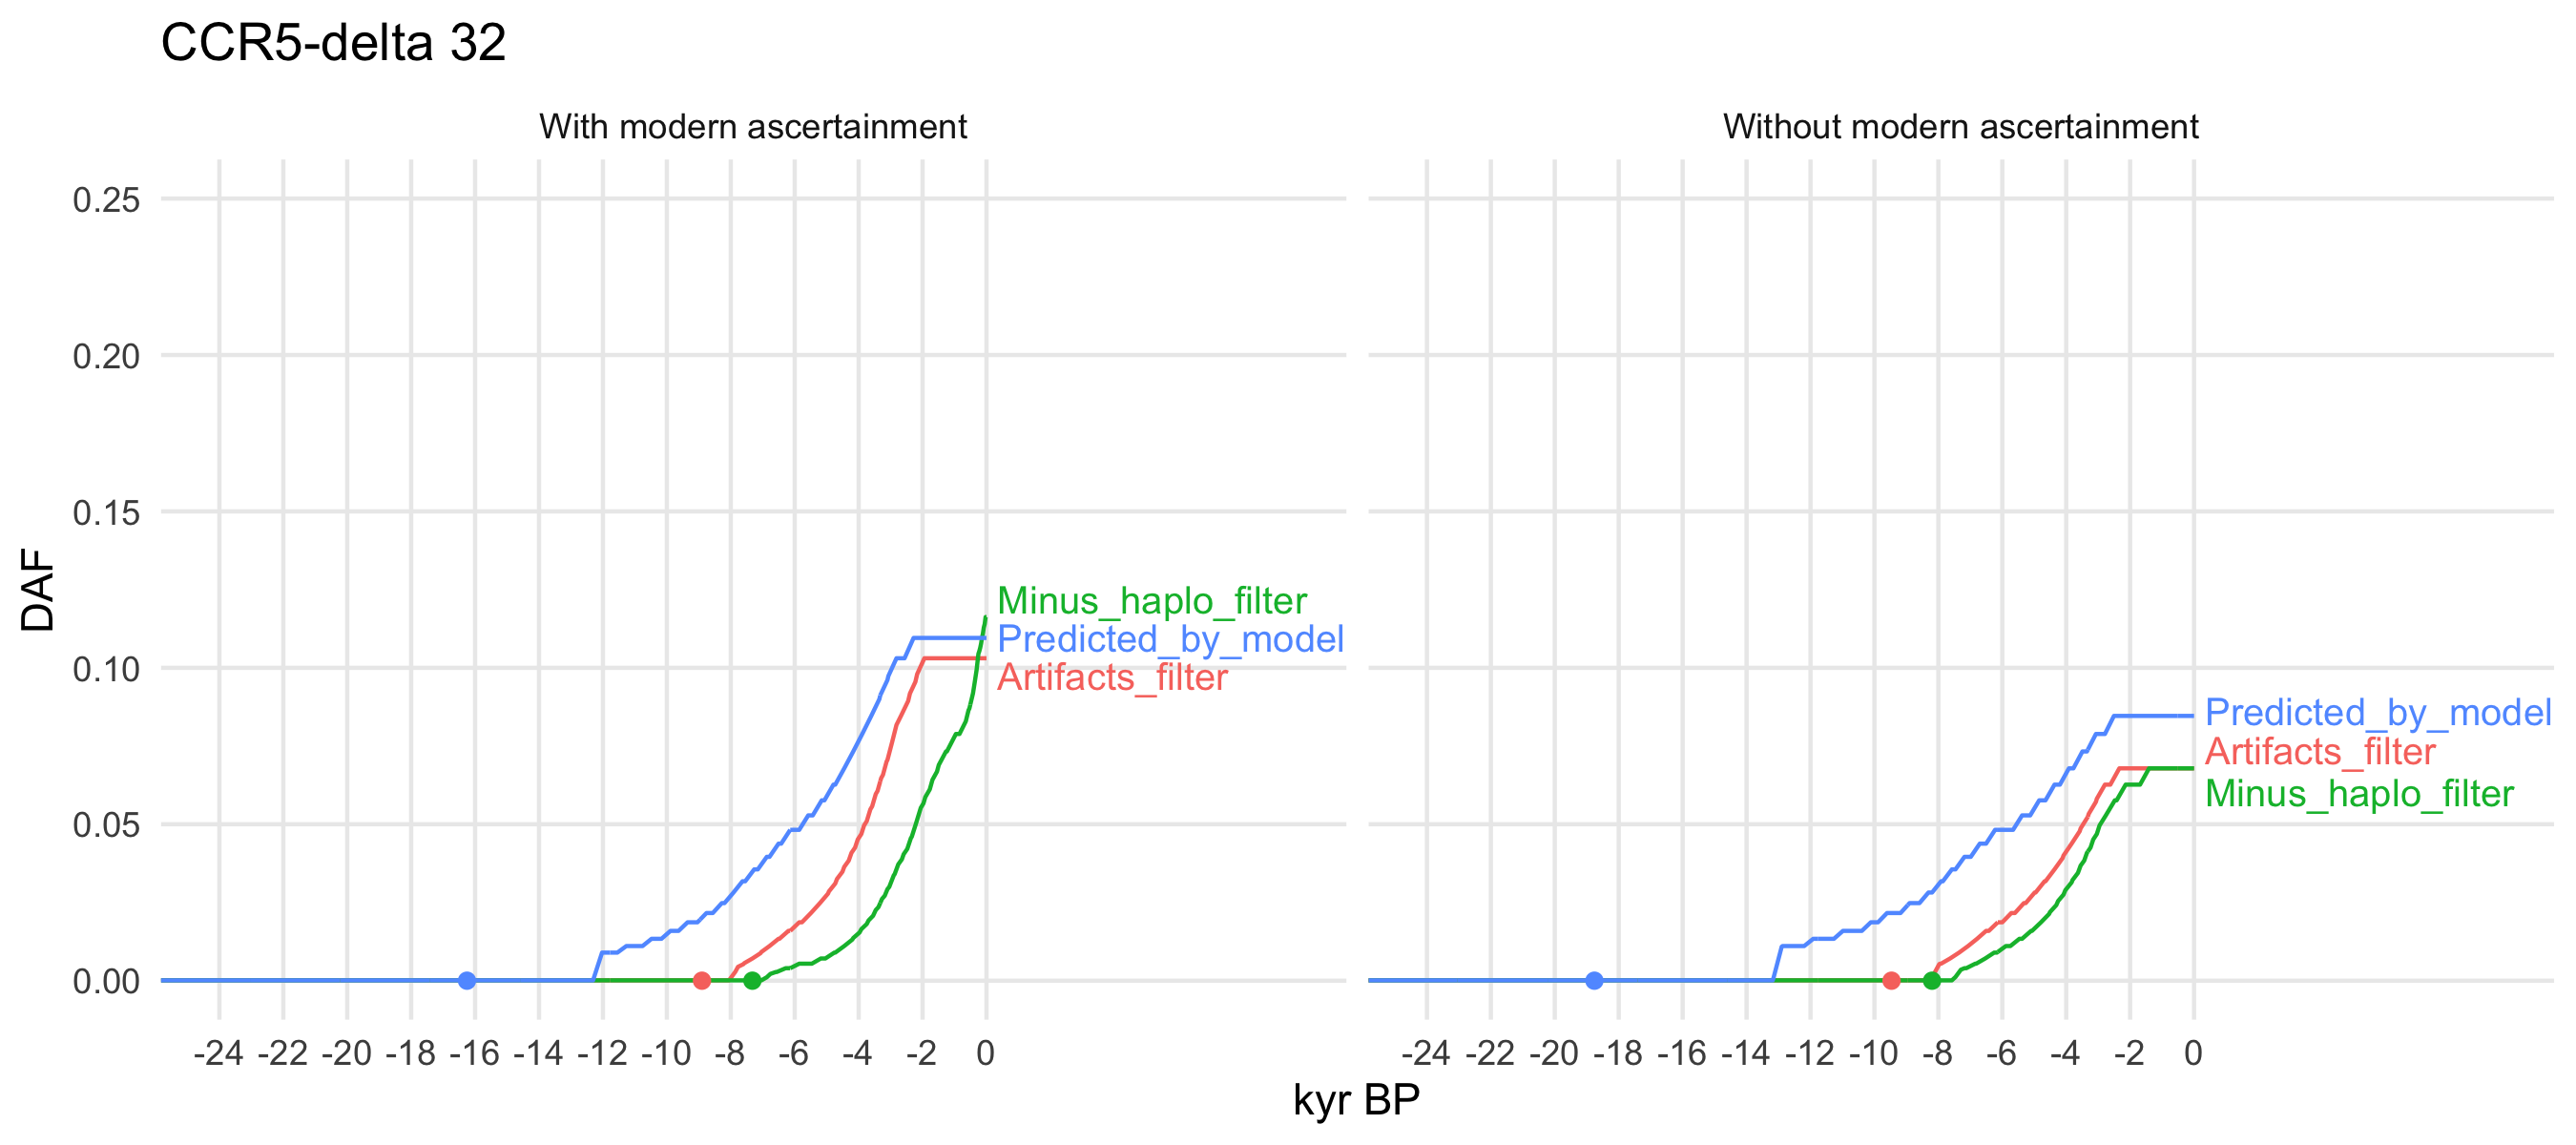 CCR5-delta 32
With modern ascertainment
Without modern ascertainment
DAF
0.25
0.20
0.15
0.10
0.05
0.00
Minus_haplo_filter
Predicted_by_model
Artifacts_filter
Predicted_by_model
Artifacts_filter
Minus_haplo_filter
-24 -22 -20 -18 -16 -14 -12 -10 -8 -6 -4 -2 0
-24 -22 -20 -18 -16 -14 -12 -10 -8 -6 -4 -2 0
kyr BP